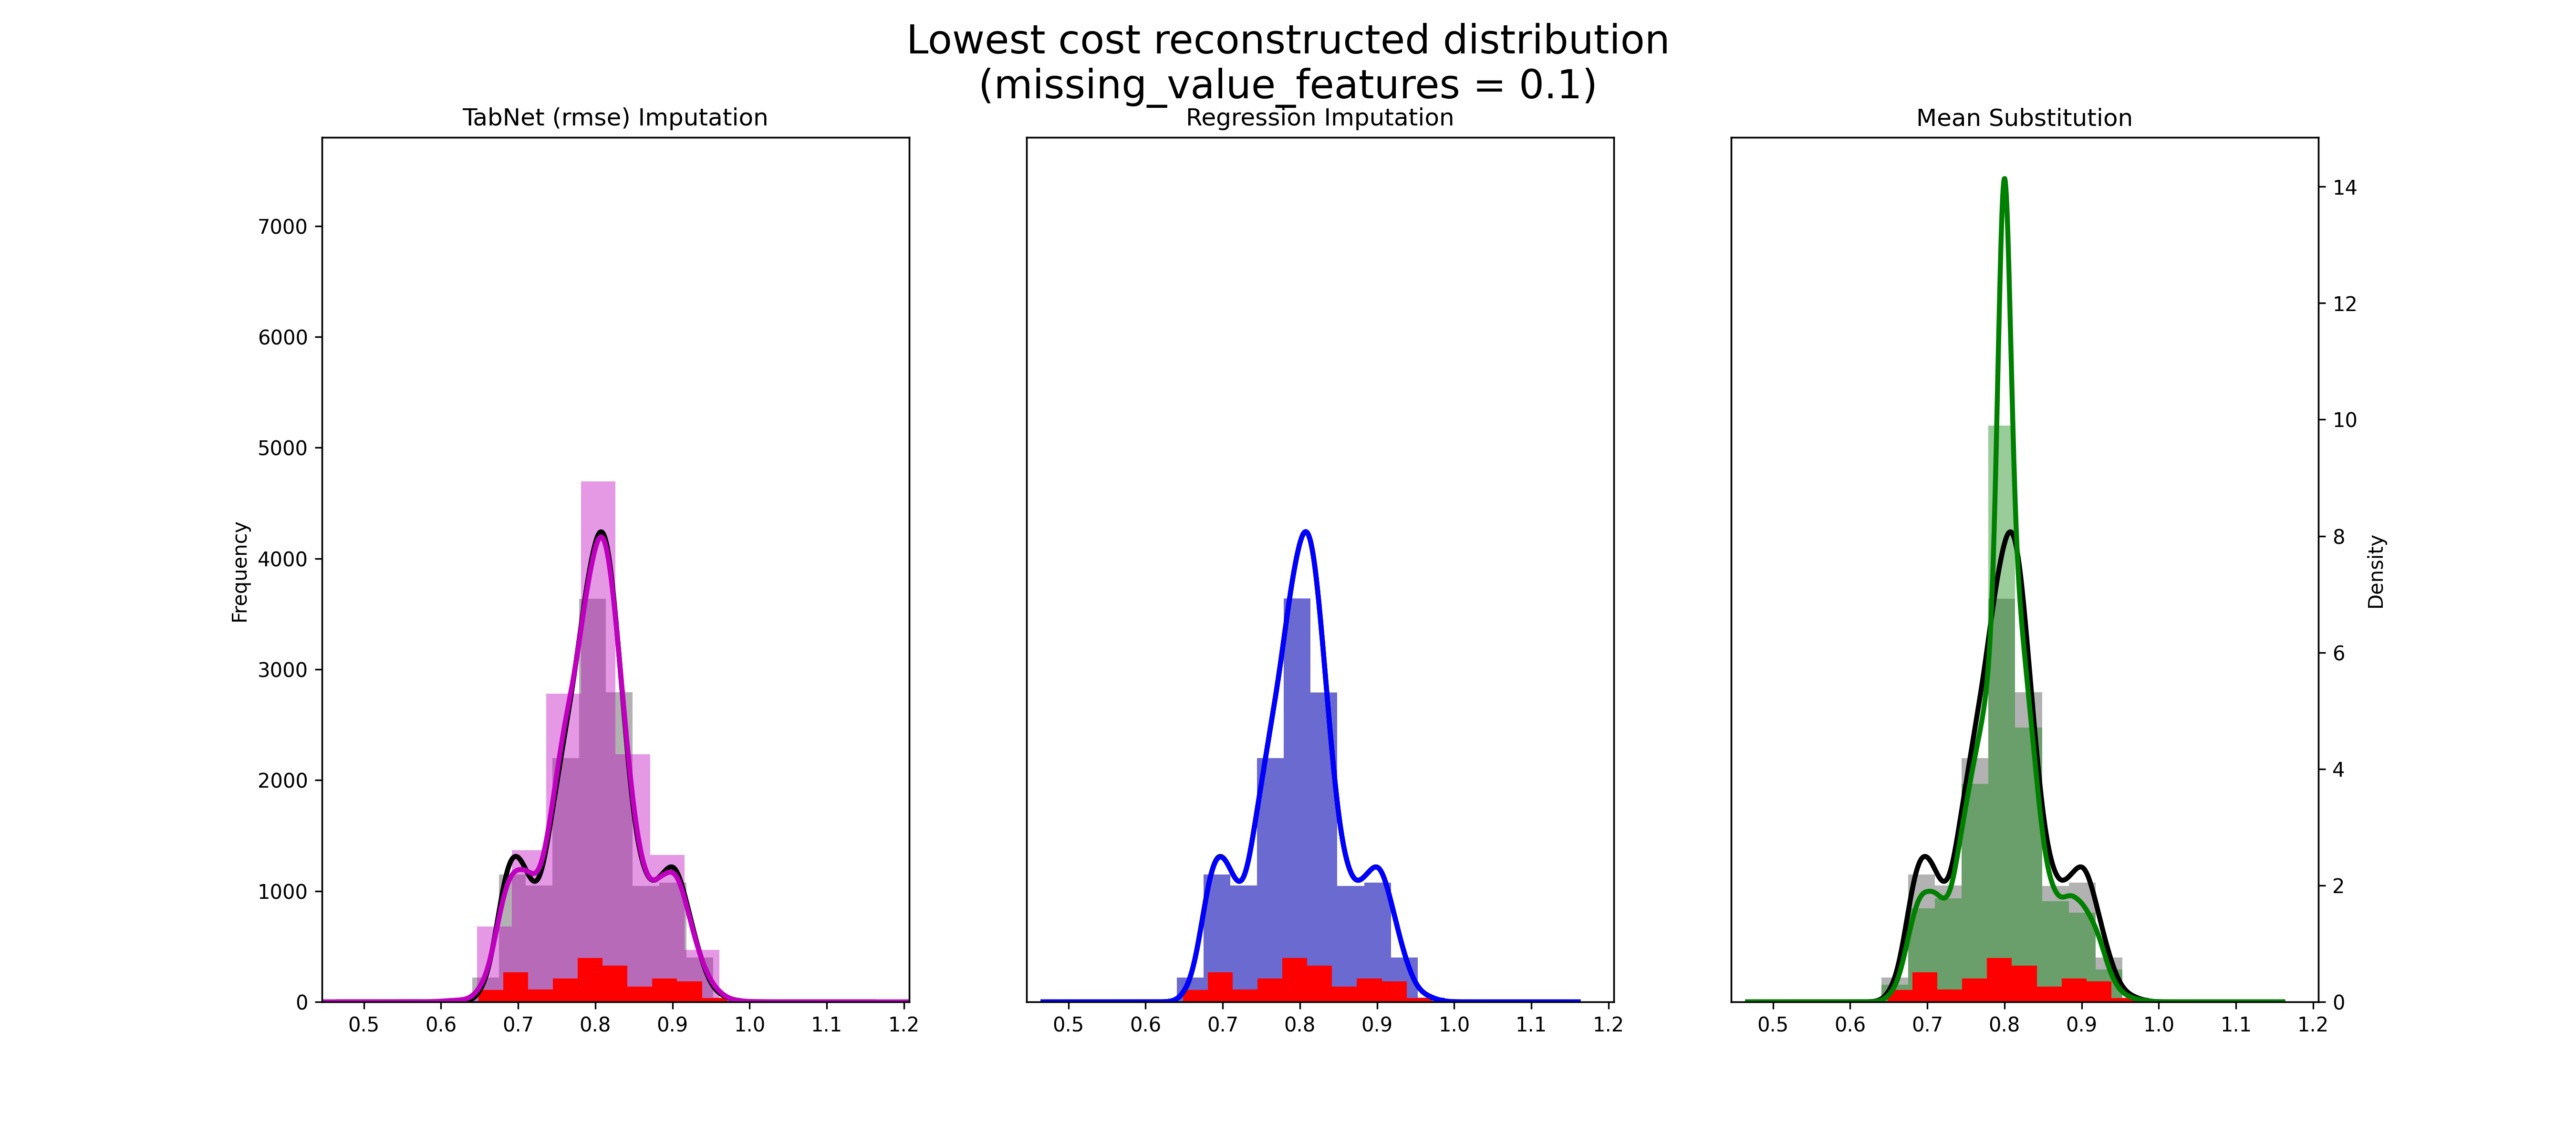 Lowest cost reconstructed distribution
(missing_value_features = 0.1)
TabNet (rmse) Imputation
Regression Imputation
Mean Substitution
Frequency
7000
6000
5000
4000
3000
2000
1000
0
0.5 0.6 0.7 0.8 0.9 1.0 1.1 1.2
0.5 0.6 0.7 0.8 0.9 1.0 1.1 1.2
0.5 0.6 0.7 0.8 0.9 1.0 1.1 1.2
14
12
10
8
6
4
2
0
Density